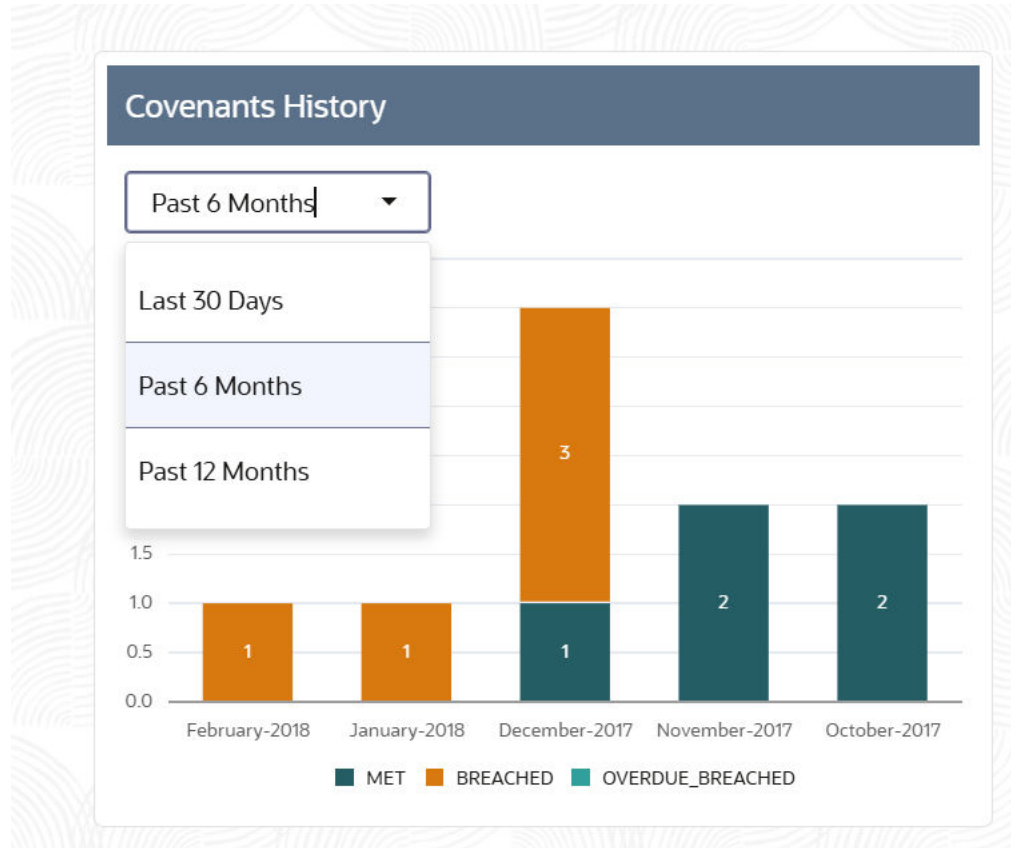 Covenants History
Past 6 Months
Last 30 Days
Past 6 Months
Past 12 Months
3
1.5
1.0
2
2
0.5
1
1
1
0.0
February-2018 January-2018 December-2017 November-2017 October-2017
MET BREACHED OVERDUE_BREACHED